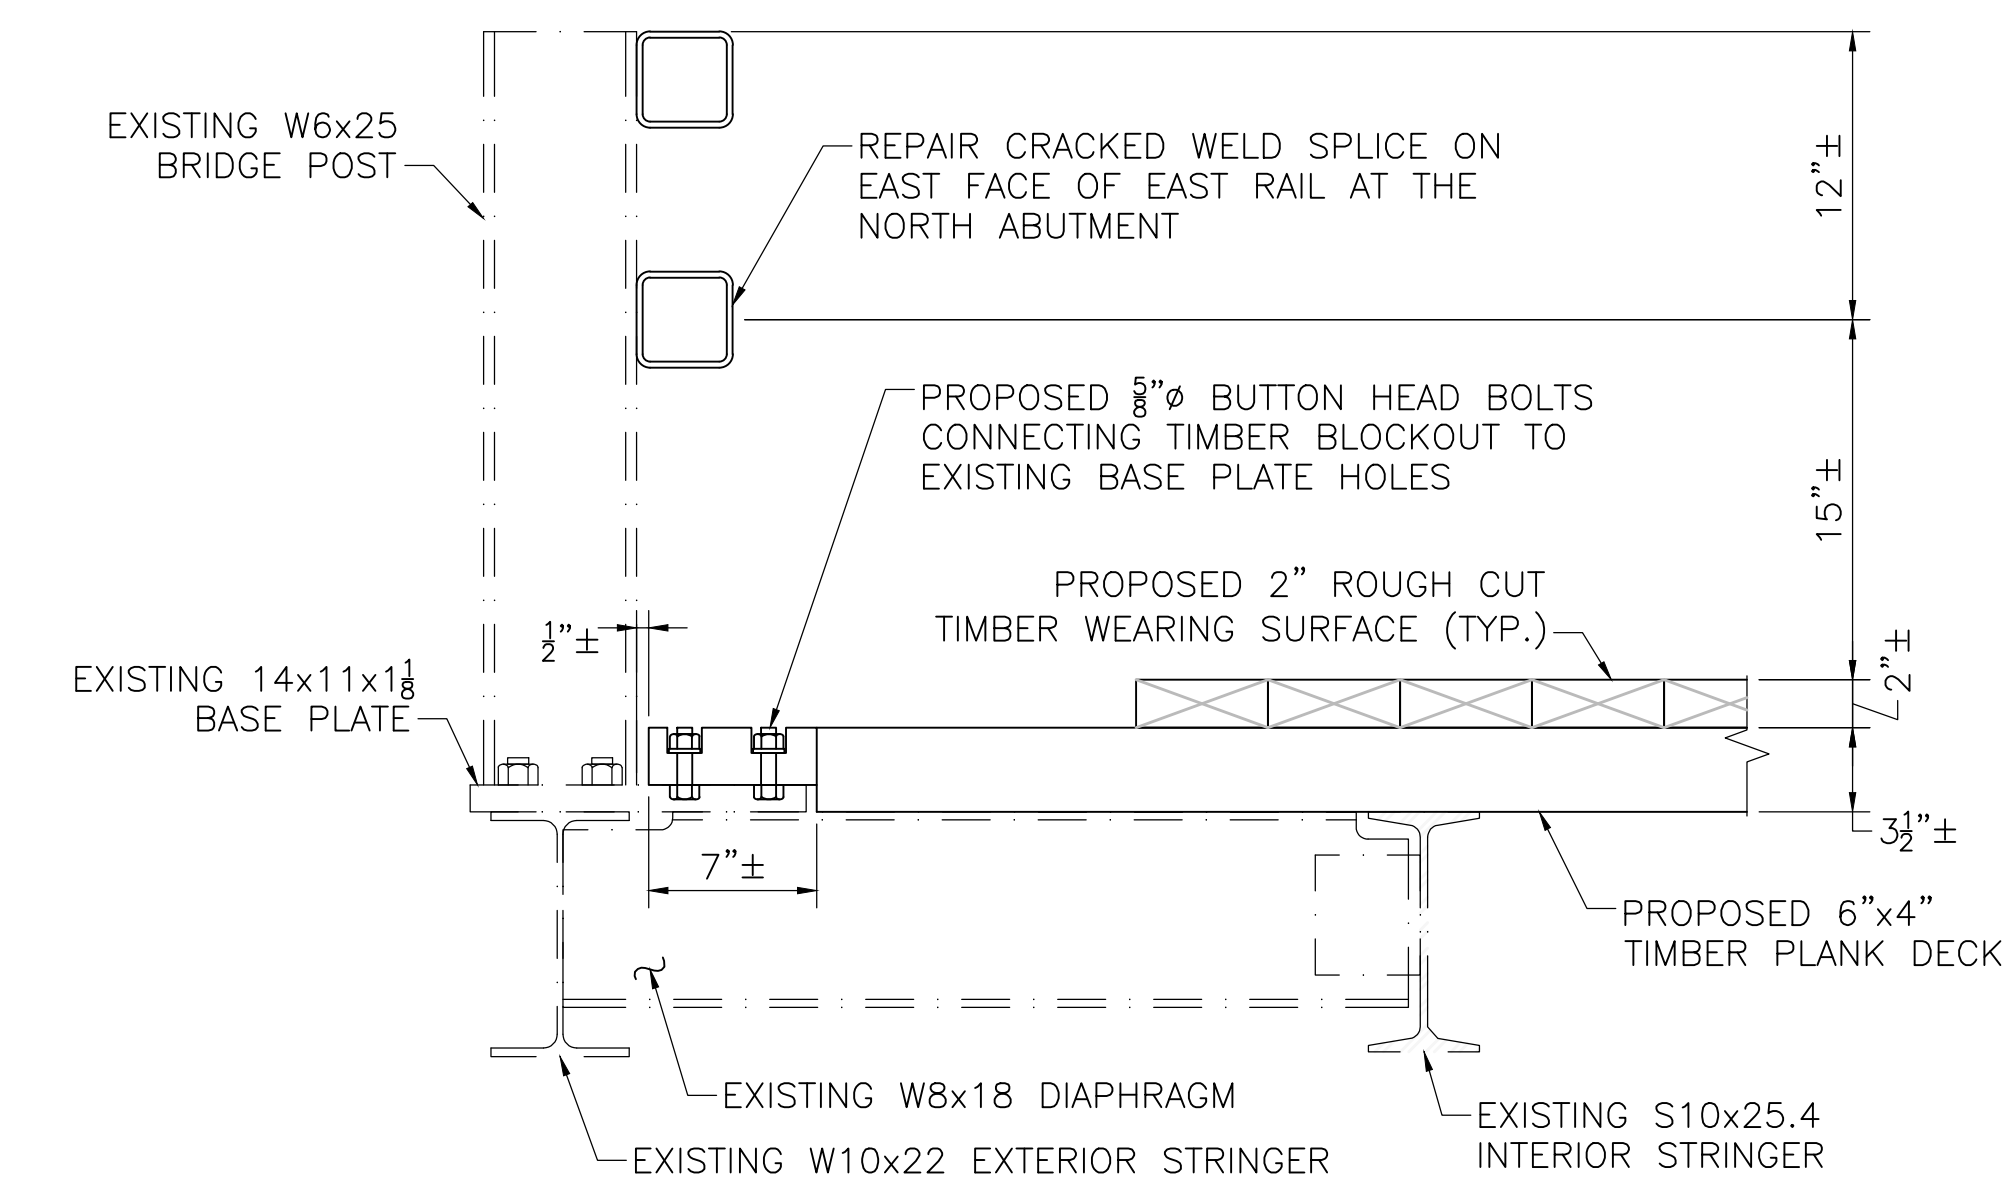 EXISTING W6x25
BRIDGE POST
REPAIR CRACKED WELD SPLICE ON
EAST FACE OF EAST RAIL AT THE
NORTH ABUTMENT
12"±
PROPOSED 5/8"ø BUTTON HEAD BOLTS
CONNECTING TIMBER BLOCKOUT TO
EXISTING BASE PLATE HOLES
15"±
PROPOSED 2" ROUGH CUT
TIMBER WEARING SURFACE (TYP.)
1/2"±
2"±
EXISTING 14x11x1 1/8
BASE PLATE
3 1/2"±
7"±
PROPOSED 6"x4"
TIMBER PLANK DECK
EXISTING W8x18 DIAPHRAGM
EXISTING W10x22 EXTERIOR STRINGER
EXISTING S10x25.4
INTERIOR STRINGER